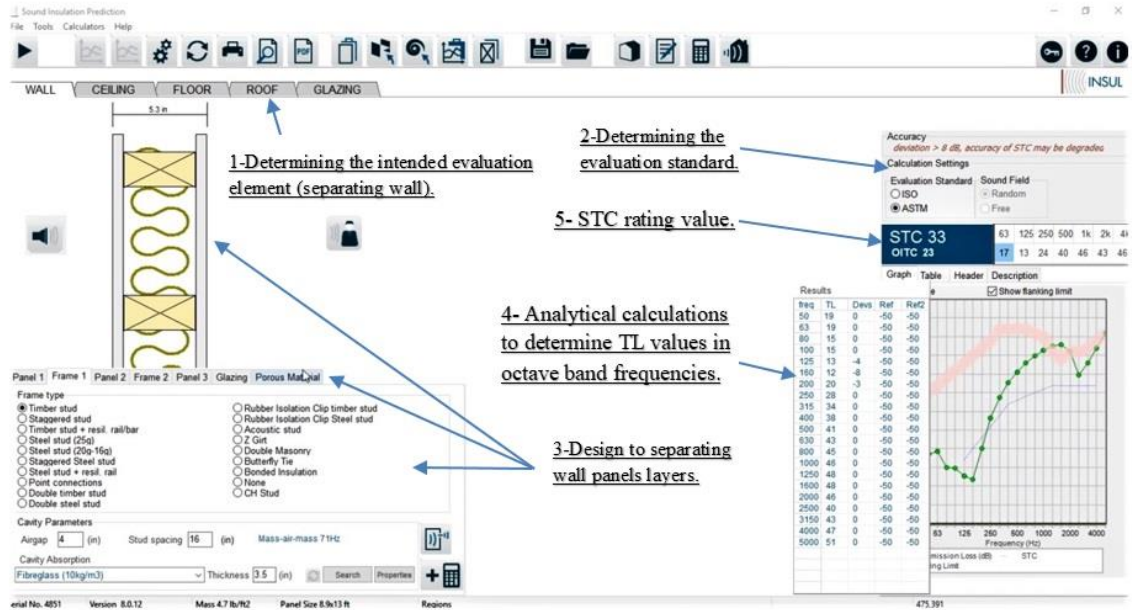 Sound Insulation Prediction
File Tools Calculators Help
PDF
WALL CEILING FLOOR ROOF GLAZING
INSUL
5.3 in
1-Determining the intended evaluation
element (separating wall).
2-Determining the
evaluation standard.
Accuracy
deviation > 8 dB, accuracy of STC may be degraded
Calculation Settings
Evaluation Standard Sound Field
ISO Random
ASTM Free
5- STC rating value.
STC 33 63 125 250 500 1k 2k
OITC 23 17 13 24 40 46 43 46
Graph Table Header Description
Show flanking limit
4- Analytical calculations
to determine TL values in
octave band frequencies.
Results
freq TL Devs Ref Ref2
50 19 0 -50 -50
63 19 0 -50 -50
80 15 0 -50 -50
100 15 0 -50 -50
125 13 -4 -50 -50
160 12 -8 -50 -50
200 20 -3 -50 -50
250 28 0 -50 -50
315 34 0 -50 -50
400 38 0 -50 -50
500 41 0 -50 -50
630 43 0 -50 -50
800 45 0 -50 -50
1000 46 0 -50 -50
1250 48 0 -50 -50
1600 48 0 -50 -50
2000 46 0 -50 -50
2500 40 0 -50 -50
3150 43 0 -50 -50
4000 47 0 -50 -50
5000 51 0 -50 -50
63 125 250 500 1000 2000 4000
Frequency (Hz)
mission Loss (dB) STC
ing Limit
Panel 1 Frame 1 Panel 2 Frame 2 Panel 3 Glazing Porous Material
Frame type
Timber stud
Staggered stud
Timber stud + resil. rail/bar
Steel stud (25g)
Steel stud (20g-16g)
Staggered Steel stud
Steel stud + resil. rail
Point connections
Double timber stud
Double steel stud
Rubber Isolation Clip timber stud
Rubber Isolation Clip Steel stud
Acoustic stud
Z Girt
Double Masonry
Butterfly Tie
Bonded Insulation
None
CH Stud
3-Design to separating
wall panels layers.
Cavity Parameters
Airgap 4 (in) Stud spacing 16 (in) Mass-air-mass 71Hz
Cavity Absorption
Fibreglass (10kg/m3) Thickness 3.5 (in) Search Properties
erial No. 4851 Version 8.0.12 Mass 4.7 lb/ft2 Panel Size 8.9x13 ft Regions 475,391